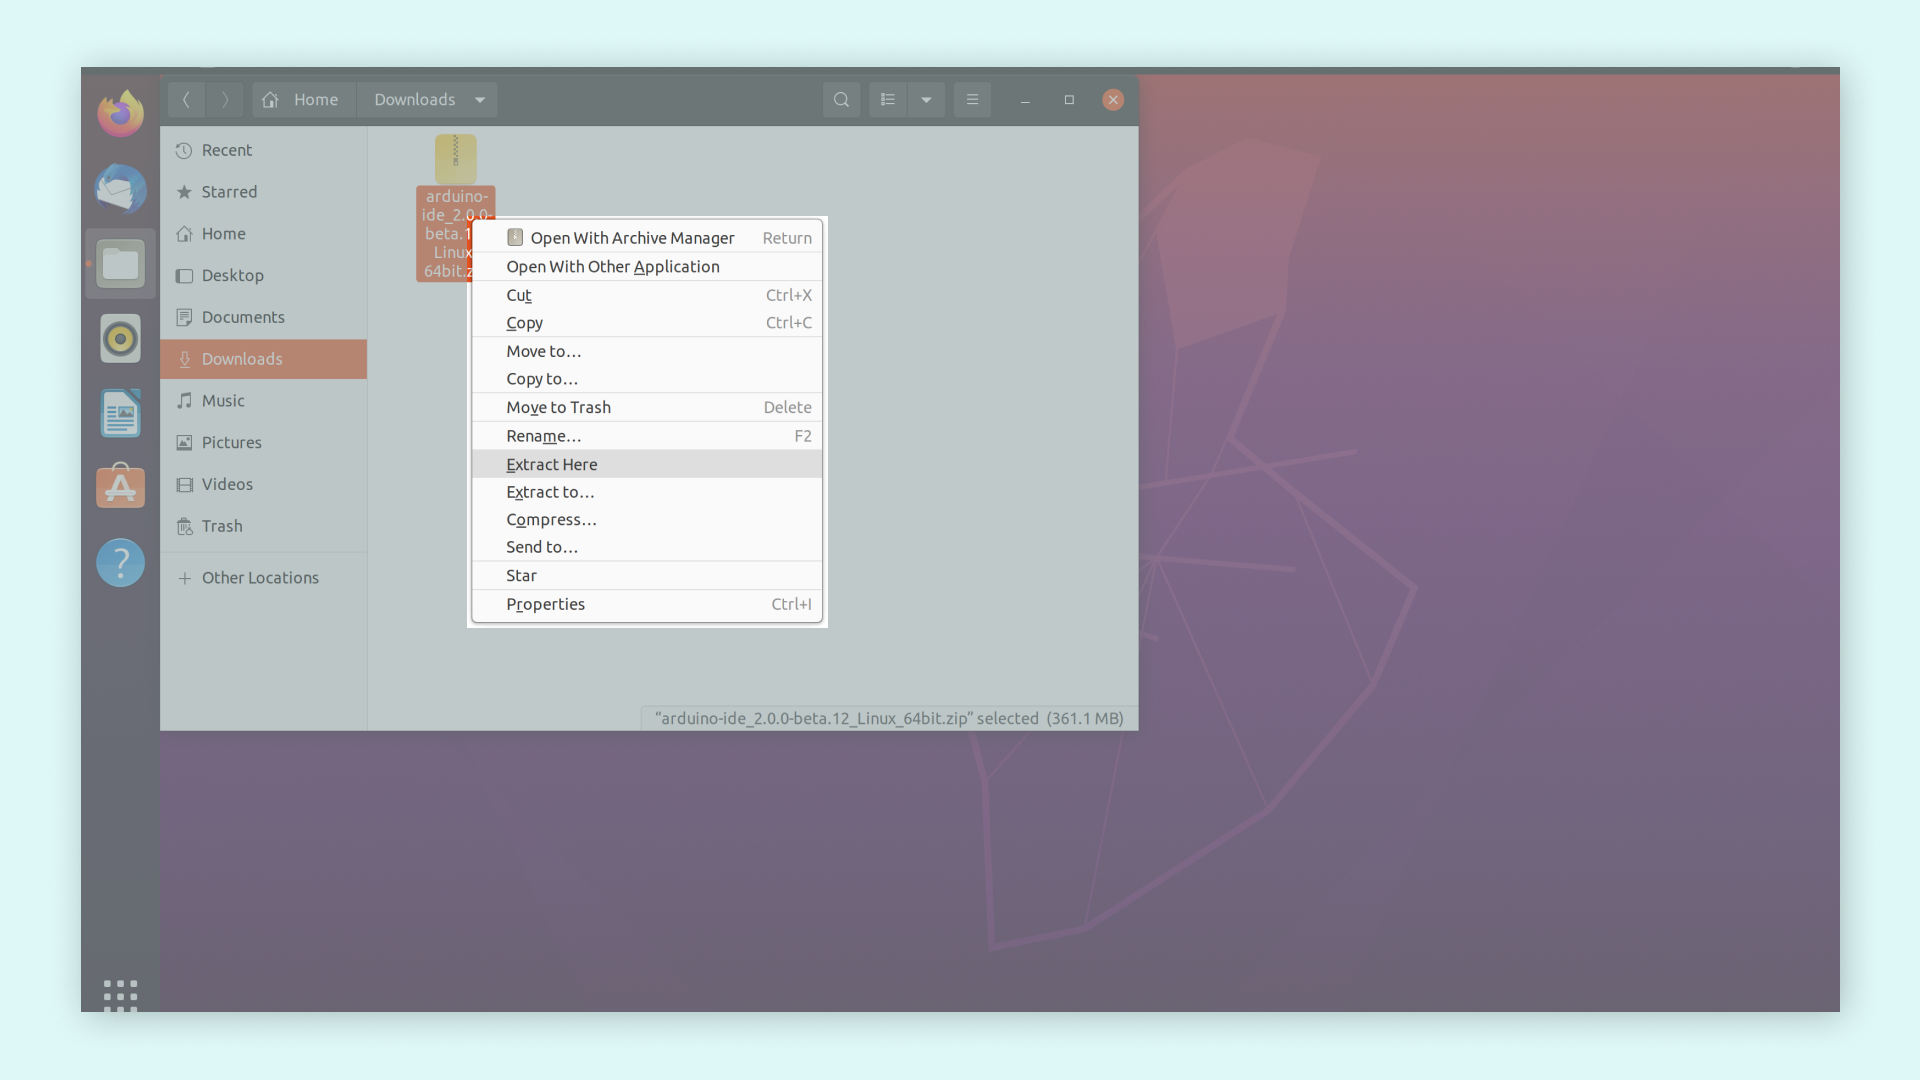 Home
Downloads
Recent
Starred
Home
Desktop
Documents
Downloads
Music
Pictures
Videos
Trash
Other Locations
arduino-
ide_2.0.0-
beta.1
Linux
64bit.z
Open With Archive Manager Return
Open With Other Application
Cut Ctrl+X
Copy Ctrl+C
Move to…
Copy to…
Move to Trash Delete
Rename… F2
Extract Here
Extract to…
Compress…
Send to…
Star
Properties Ctrl+I
“arduino-ide_2.0.0-beta.12_Linux_64bit.zip” selected (361.1 MB)